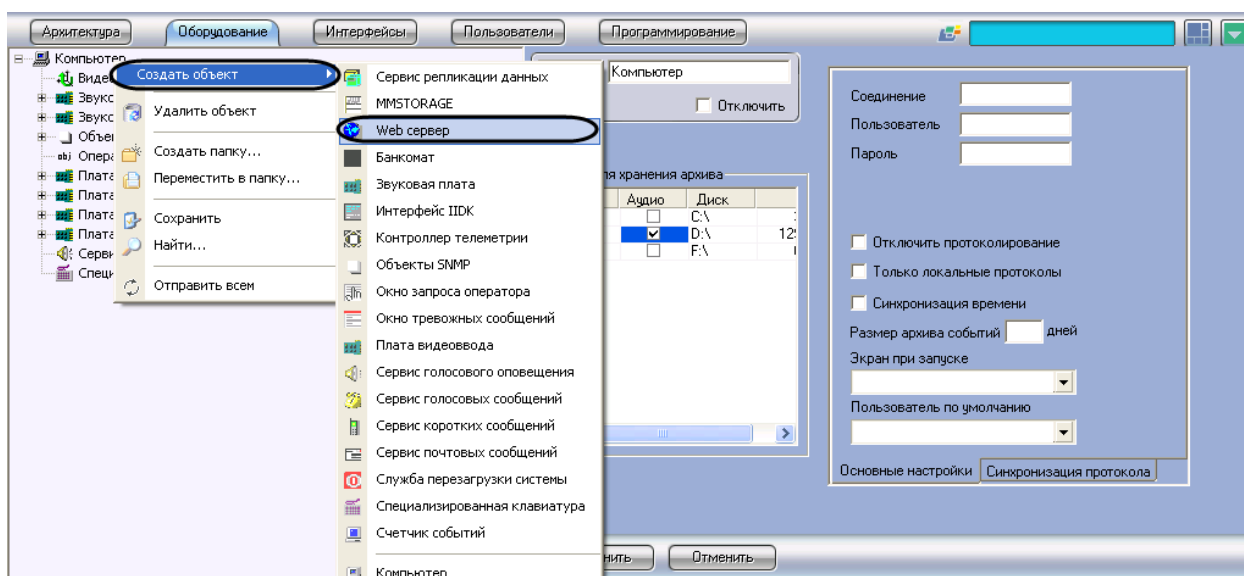 Архитектура
Оборудование
Интерфейсы
Пользователи
Программирование
Компьютер
Создать объект
Удалить объект
Создать папку...
Переместить в папку...
Сохранить
Найти...
Отправить всем
Сервис репликации данных
MMSTORAGE
Web сервер
Банкомат
Звуковая плата
Интерфейс IIDK
Контроллер телеметрии
Объекты SNMP
Окно запроса оператора
Окно тревожных сообщений
Плата видеоввода
Сервис голосового оповещения
Сервис голосовых сообщений
Сервис коротких сообщений
Сервис почтовых сообщений
Служба перезагрузки системы
Специализированная клавиатура
Счетчик событий
Компьютер
Компьютер
Отключить
хранения архива
Аудио Диск
C:\
D:\
F:\
Отменить
Соединение
Пользователь
Пароль
Отключить протоколирование
Только локальные протоколы
Синхронизация времени
Размер архива событий дней
Экран при запуске
Пользователь по умолчанию
Основные настройки Синхронизация протокола